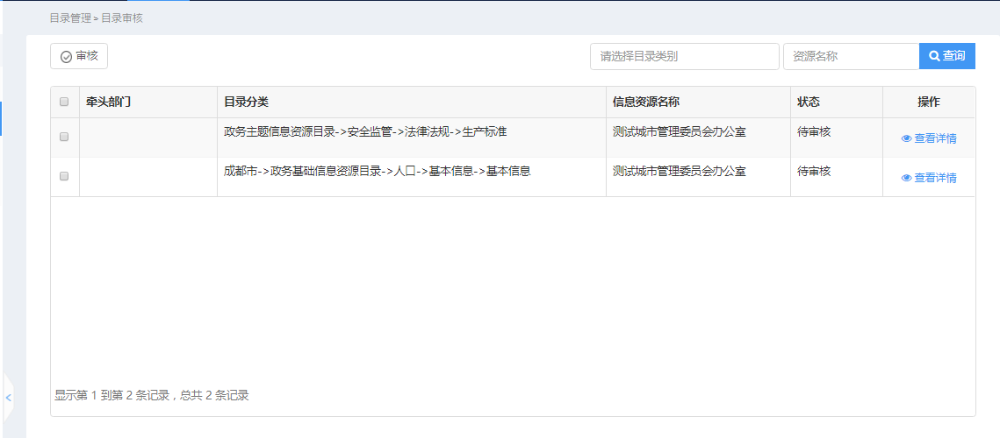 目录管理 > 目录审核
审核
请选择目录类别
资源名称
查询
牵头部门 目录分类 信息资源名称 状态 操作
政务主题信息资源目录->安全监管->法律法规->生产标准 测试城市管理委员会办公室 待审核 查看详情
成都市->政务基础信息资源目录->人口->基本信息->基本信息 测试城市管理委员会办公室 待审核 查看详情
显示第 1 到第 2 条记录，总共 2 条记录